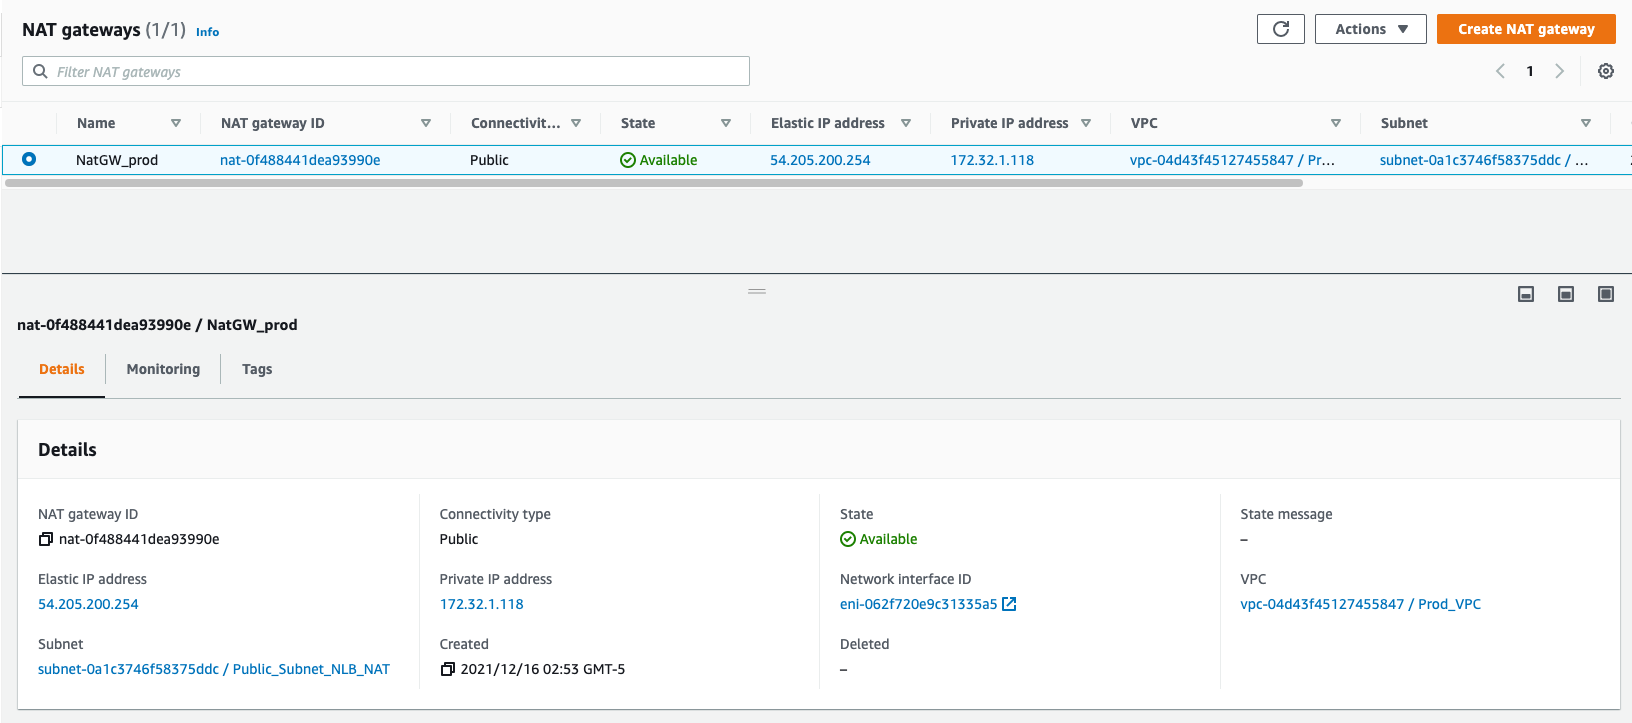 NAT gateways (1/1) Info
Actions
Create NAT gateway
Filter NAT gateways
1
Name NAT gateway ID Connectivit... State Elastic IP address Private IP address VPC Subnet
NatGW_prod nat-0f488441dea93990e Public Available 54.205.200.254 172.32.1.118 vpc-04d43f45127455847 / Pr... subnet-0a1c3746f58375ddc / ...
nat-0f488441dea93990e / NatGW_prod
Details Monitoring Tags
Details
NAT gateway ID Connectivity type State State message
nat-0f488441dea93990e Public Available –
Elastic IP address Private IP address Network interface ID VPC
54.205.200.254 172.32.1.118 eni-062f720e9c31335a5 vpc-04d43f45127455847 / Prod_VPC
Subnet Created Deleted
subnet-0a1c3746f58375ddc / Public_Subnet_NLB_NAT 2021/12/16 02:53 GMT-5 –